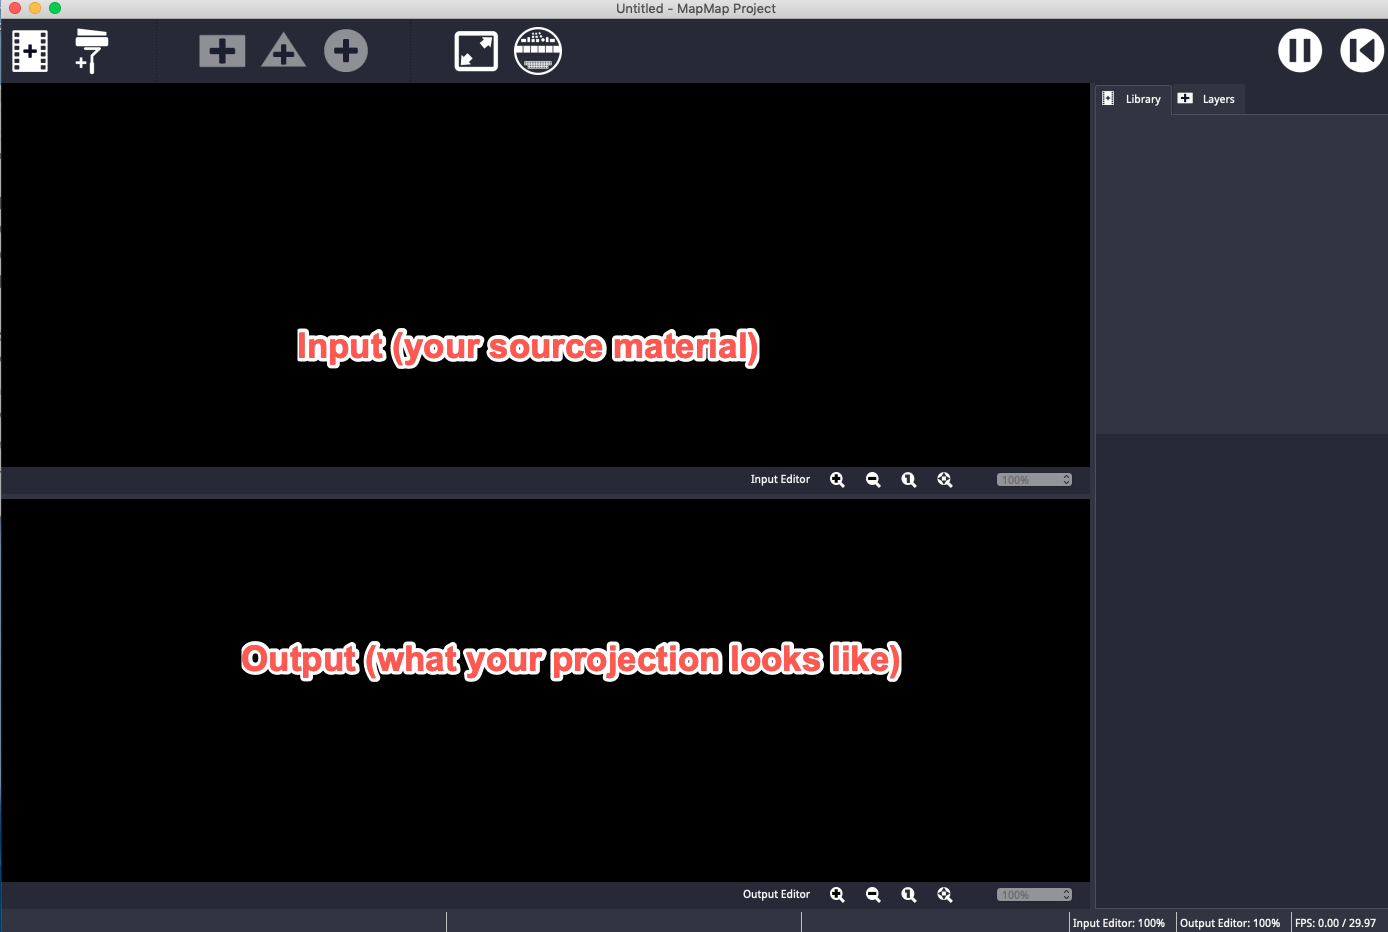 Untitled - MapMap Project
Library
Layers
Input (your source material)
Input Editor
100%
Output (what your projection looks like)
Output Editor
100%
Input Editor: 100%
Output Editor: 100%
FPS: 0.00 / 29.97